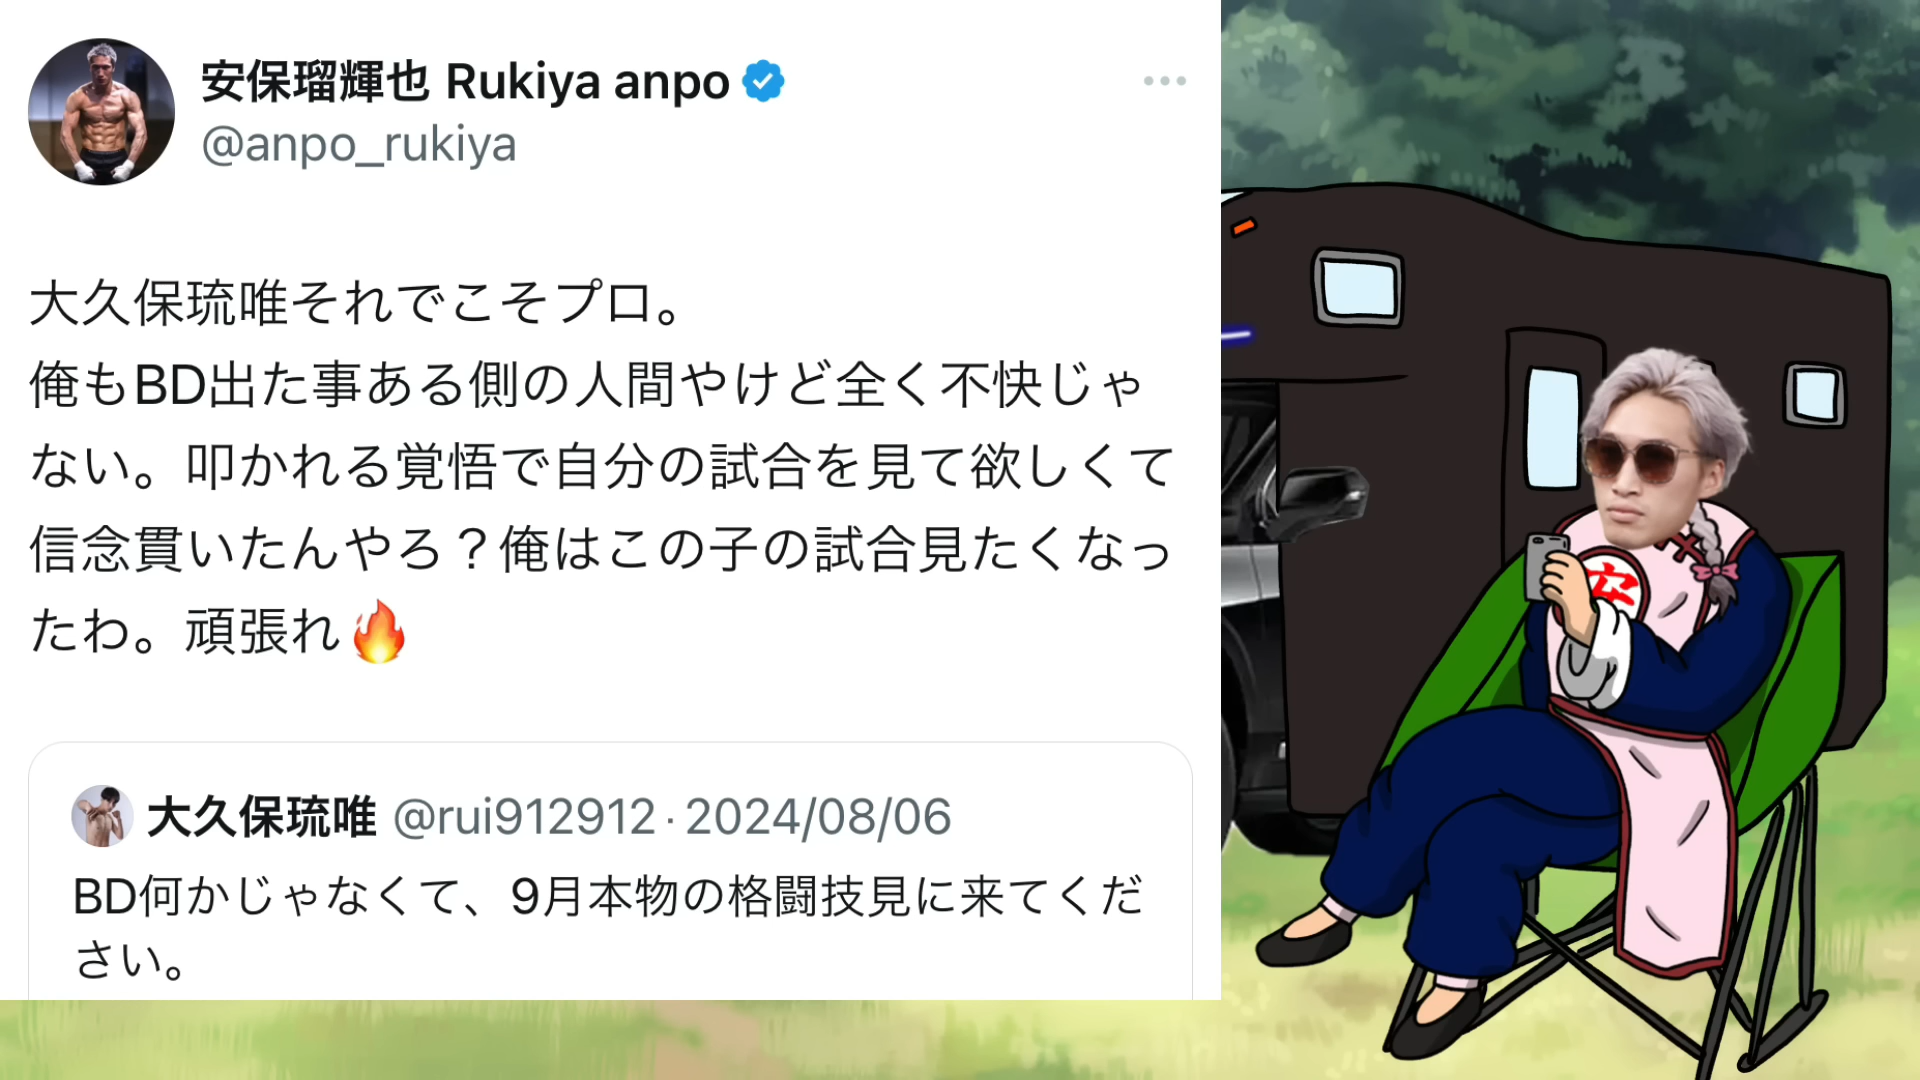 安保瑠輝也 Rukiya anpo
@anpo_rukiya
大久保琉唯それでこそプロ。
俺もBD出た事ある側の人間やけど全く不快じゃ
ない。叩かれる覚悟で自分の試合を見て欲しくて
信念貫いたんやろ？俺はこの子の試合見たくなっ
たわ。頑張れ🔥
大久保琉唯 @rui912912 · 2024/08/06
BD何かじゃなくて、9月本物の格闘技見に来てくだ
さい。
安